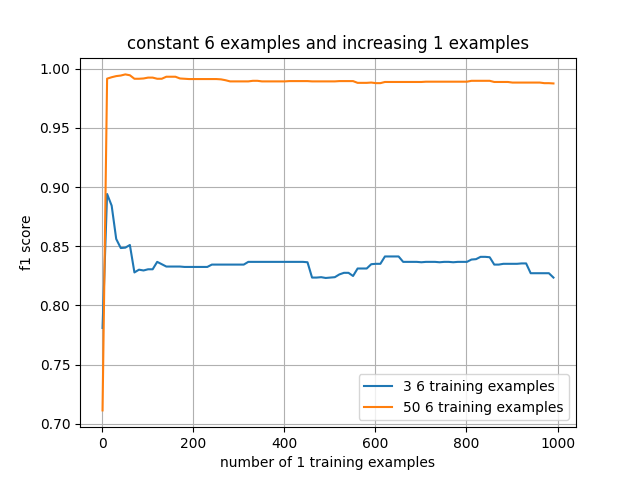 constant 6 examples and increasing 1 examples
1.00
0.95
0.90
0.85
0.80
0.75
0.70
f1 score
0
200
400
600
800
1000
number of 1 training examples
3 6 training examples
50 6 training examples